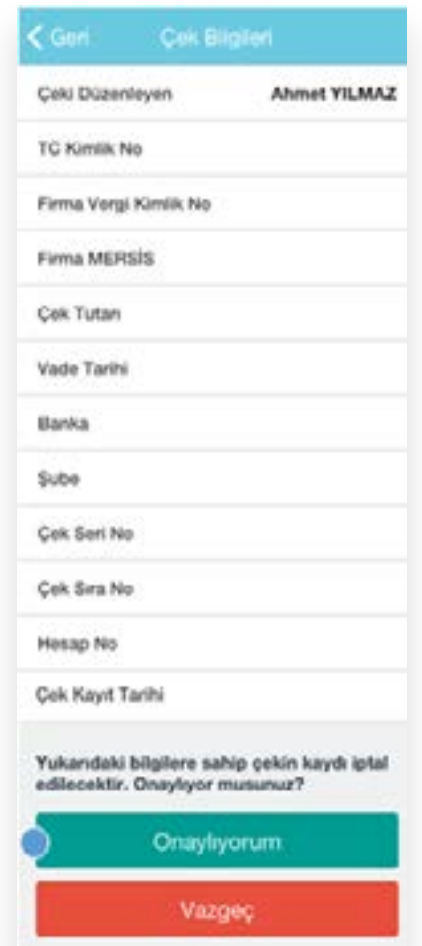 Geri Çek Bilgileri
Çeki Düzenleyen Ahmet YILMAZ
TC Kimlik No
Firma Vergi Kimlik No
Firma MERSİS
Çek Tutarı
Vade Tarihi
Banka
Şube
Çek Seri No
Çek Sıra No
Hesap No
Çek Kayıt Tarihi
Yukarıdaki bilgilere sahip çekin kaydı iptal
edilecektir. Onaylıyor musunuz?
Onaylıyorum
Vazgeç